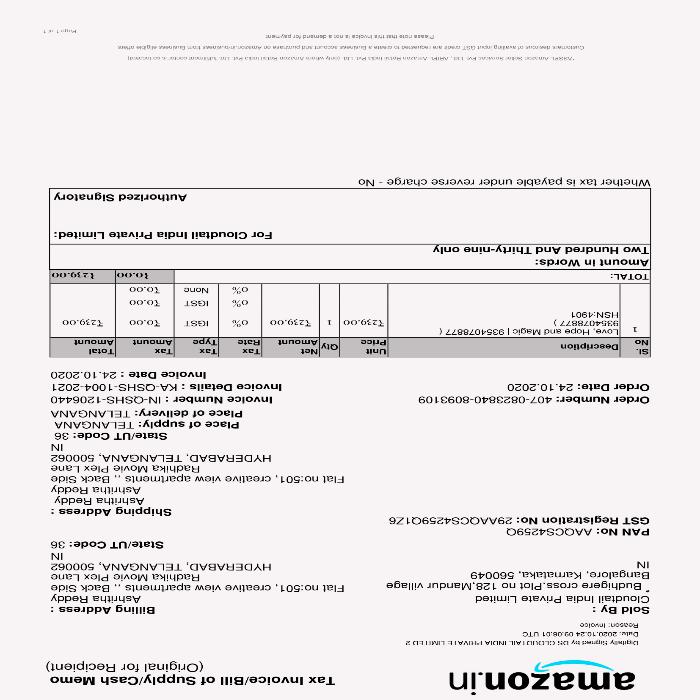 amazon.in
Tax Invoice/Bill of Supply/Cash Memo
(Original for Recipient)
Digitally Signed by DS CLOUDTAIL INDIA PRIVATE LIMITED 2
Date: 2020.10.24 09:08:01 UTC
Reason: Invoice
Sold By :
Cloudtail India Private Limited
* Budhigere cross, Plot no 128,Mandur village
Bangalore, Karnataka, 560049
IN
PAN No: AAQCS4259Q
GST Registration No: 29AAQCS4259Q1Z6
Billing Address :
Ashritha Reddy
Flat no:501, creative view apartments ,, Back Side
Radhika Movie Plex Lane
HYDERABAD, TELANGANA, 500062
IN
State/UT Code: 36
Shipping Address :
Ashritha Reddy
Ashritha Reddy
Flat no:501, creative view apartments ,, Back Side
Radhika Movie Plex Lane
HYDERABAD, TELANGANA, 500062
IN
State/UT Code: 36
Place of supply: TELANGANA
Place of delivery: TELANGANA
Order Number: 407-0823840-8093109
Invoice Number : IN-QSHS-1206440
Order Date: 24.10.2020
Invoice Details : KA-QSHS-1004-2021
Invoice Date : 24.10.2020
Sl. No Description Unit Price Qty Net Amount Tax Rate Tax Type Tax Amount Total Amount
1 Love, Hope and Magic | 9354078877 ( ₹239.00 1 ₹239.00 0% IGST ₹0.00 ₹239.00
9354078877 )
HSN:4901 0% IGST ₹0.00
0% None ₹0.00
TOTAL: ₹0.00 ₹239.00
Amount in Words:
Two Hundred And Thirty-nine only
For Cloudtail India Private Limited:
Authorized Signatory
Whether tax is payable under reverse charge - No
*ASSPL-Amazon Seller Services Pvt. Ltd., ARIPL-Amazon Retail India Pvt. Ltd. (only where Amazon Retail India Pvt. Ltd. fulfillment center is co-located)
Customers desirous of availing input GST credit are requested to create a Business account and purchase on Amazon.in/business from Business eligible offers
Please note that this invoice is not a demand for payment
Page 1 of 1